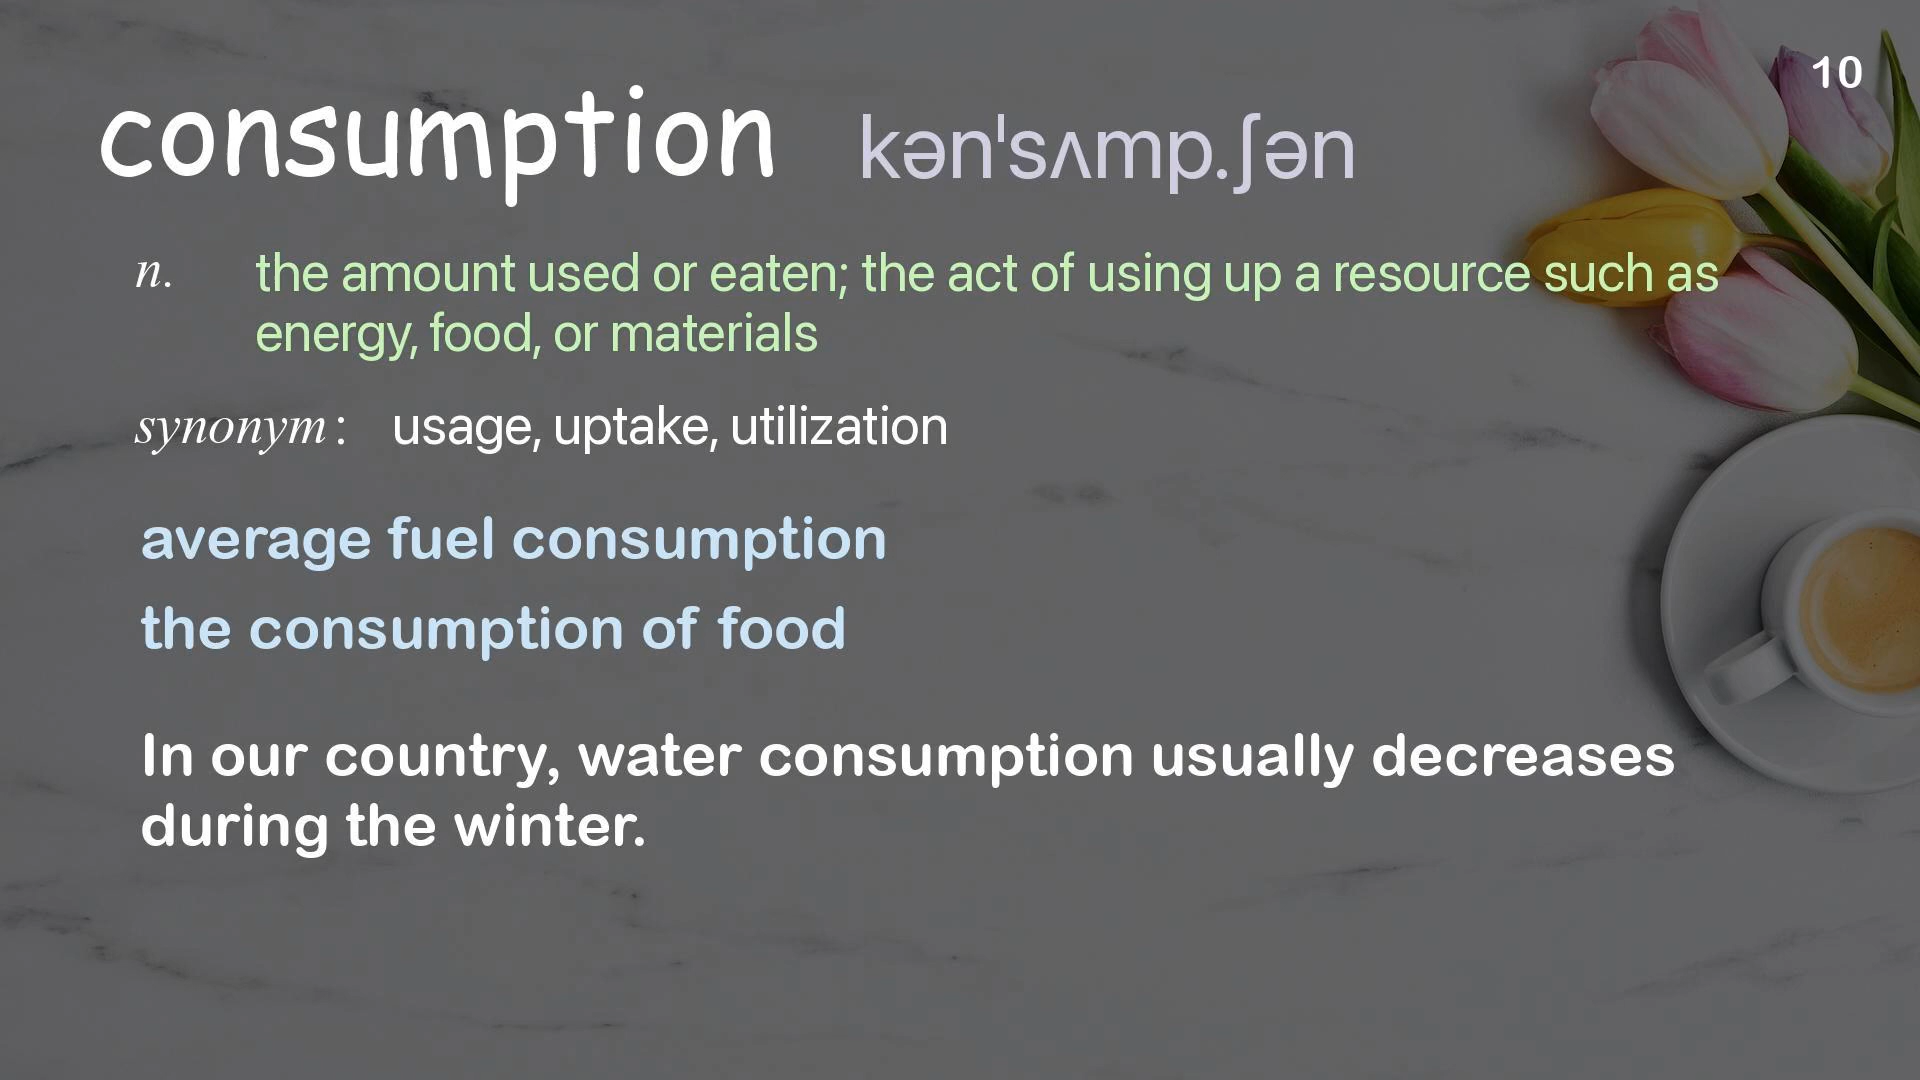 10
consumption kən'sʌmp.ʃən
n. the amount used or eaten; the act of using up a resource such as
energy, food, or materials
synonym: usage, uptake, utilization
average fuel consumption
the consumption of food
In our country, water consumption usually decreases
during the winter.